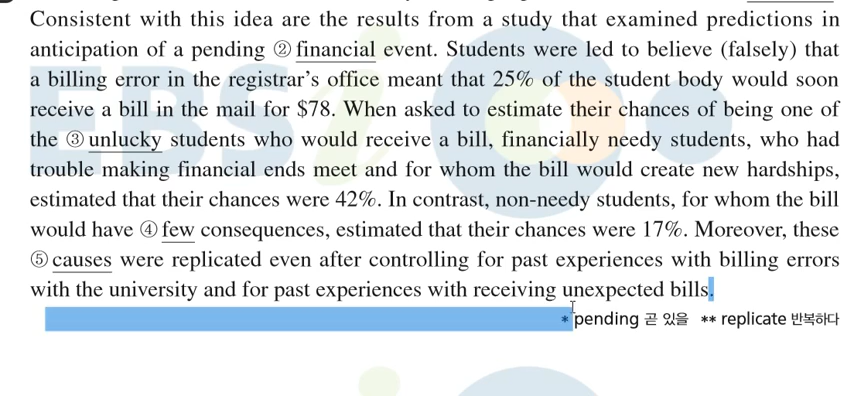 Consistent with this idea are the results from a study that examined predictions in
anticipation of a pending ② financial event. Students were led to believe (falsely) that
a billing error in the registrar's office meant that 25% of the student body would soon
receive a bill in the mail for $78. When asked to estimate their chances of being one of
the ③ unlucky students who would receive a bill, financially needy students, who had
trouble making financial ends meet and for whom the bill would create new hardships,
estimated that their chances were 42%. In contrast, non-needy students, for whom the bill
would have ④ few consequences, estimated that their chances were 17%. Moreover, these
⑤ causes were replicated even after controlling for past experiences with billing errors
with the university and for past experiences with receiving unexpected bills.
* pending 곧 있을 ** replicate 반복하다
EBSi